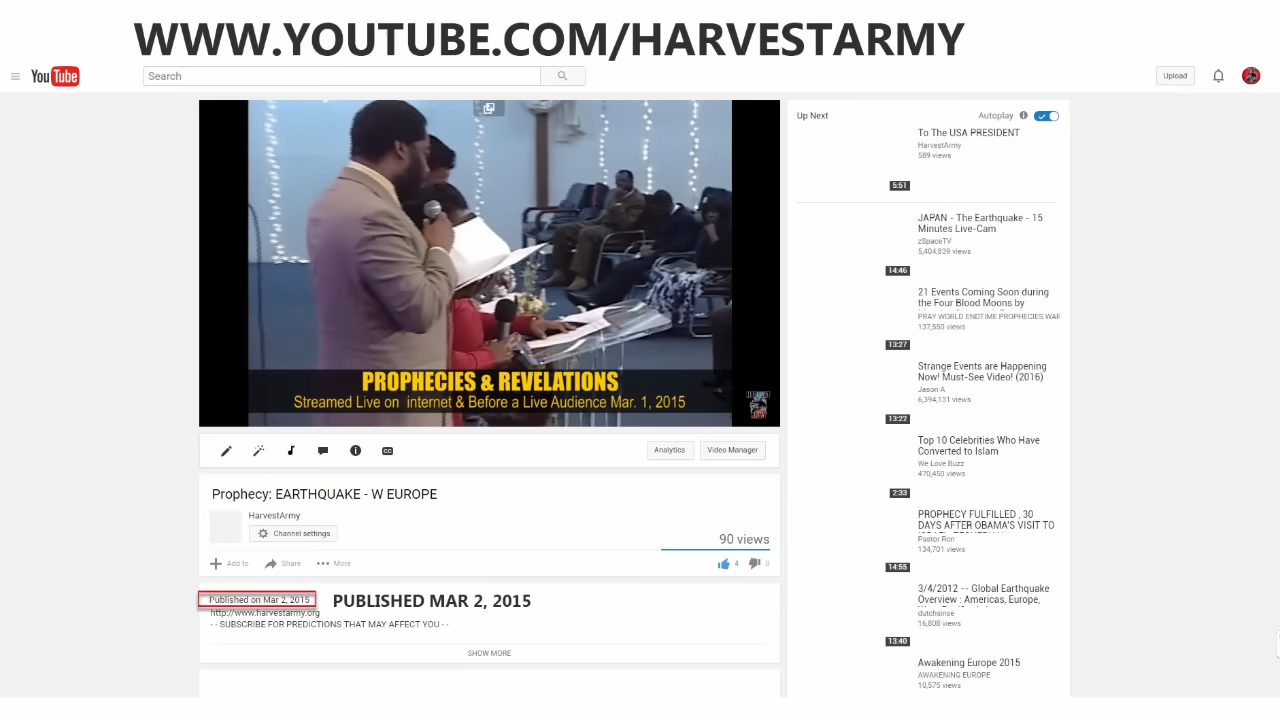 WWW.YOUTUBE.COM/HARVESTARMY
YouTube
Search
Upload
PROPHECIES & REVELATIONS
Streamed Live on internet & Before a Live Audience Mar. 1, 2015
Analytics
Video Manager
Prophecy: EARTHQUAKE - W EUROPE
HarvestArmy
Channel settings
90 views
Add to
Share
More
4
0
Published on Mar 2, 2015
PUBLISHED MAR 2, 2015
http://www.harvestarmy.org
- - SUBSCRIBE FOR PREDICTIONS THAT MAY AFFECT YOU - -
SHOW MORE
Up Next
Autoplay
To The USA PRESIDENT
HarvestArmy
589 views
5:51
JAPAN - The Earthquake - 15
Minutes Live-Cam
zSpaceTV
5,404,839 views
14:46
21 Events Coming Soon during
the Four Blood Moons by
PRAY WORLD ENDTIME PROPHECIES WAR
137,550 views
13:27
Strange Events are Happening
Now! Must-See Video! (2016)
Jason A
6,394,131 views
13:22
Top 10 Celebrities Who Have
Converted to Islam
We Love Buzz
470,450 views
2:33
PROPHECY FULFILLED , 30
DAYS AFTER OBAMA'S VISIT TO
Pastor Ron
134,701 views
14:55
3/4/2012 -- Global Earthquake
Overview : Americas, Europe,
dutchsinse
16,808 views
13:40
Awakening Europe 2015
AWAKENING EUROPE
10,575 views